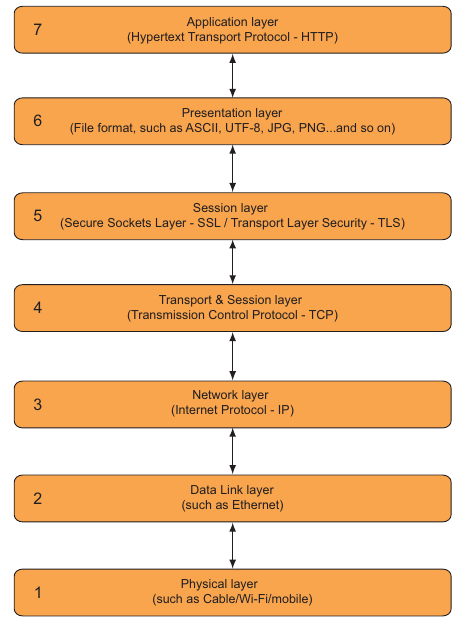 7
Application layer
(Hypertext Transport Protocol - HTTP)
6
Presentation layer
(File format, such as ASCII, UTF-8, JPG, PNG...and so on)
5
Session layer
(Secure Sockets Layer - SSL / Transport Layer Security - TLS)
4
Transport & Session layer
(Transmission Control Protocol - TCP)
3
Network layer
(Internet Protocol - IP)
2
Data Link layer
(such as Ethernet)
1
Physical layer
(such as Cable/Wi-Fi/mobile)